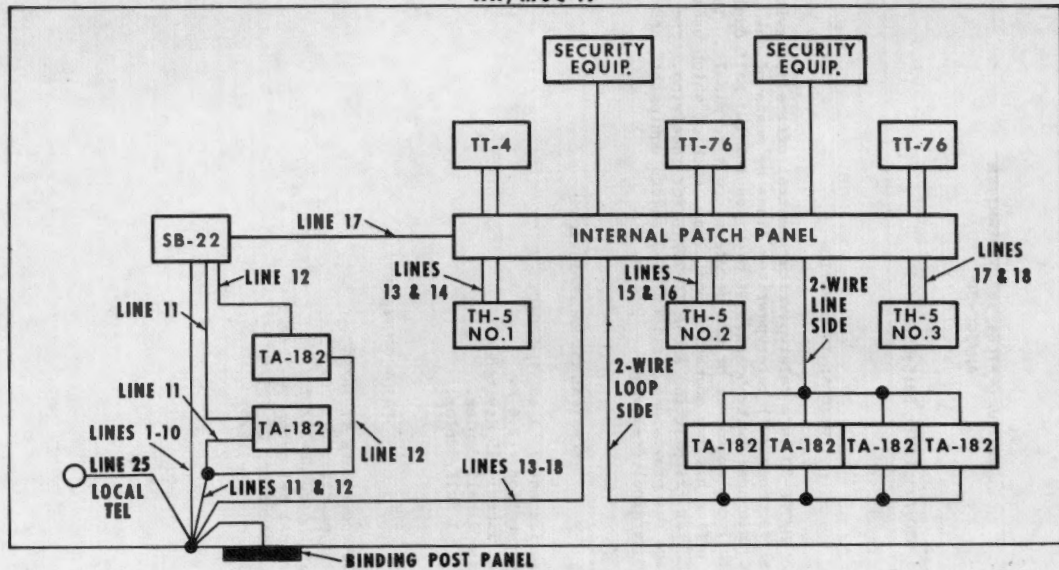 SECURITY
EQUIP.
SECURITY
EQUIP.
TT-4
TT-76
TT-76
SB-22
LINE 17
INTERNAL PATCH PANEL
LINE 12
LINES
13 & 14
LINES
15 & 16
2-WIRE
LINE
SIDE
LINES
17 & 18
LINE 11
TH-5
NO.1
TH-5
NO.2
TH-5
NO.3
TA-182
2-WIRE
LOOP
SIDE
LINE 11
LINES 1-10
TA-182
LINE 12
TA-182
TA-182
TA-182
TA-182
LINE 25
LOCAL
TEL
LINES 11 & 12
LINES 13-18
BINDING POST PANEL